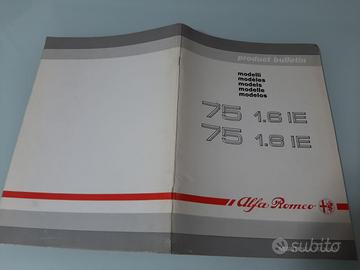 product bulletin
modelli
modèles
models
modelle
modelos
75 1.6 IE
75 1.8 IE
Alfa Romeo
subito